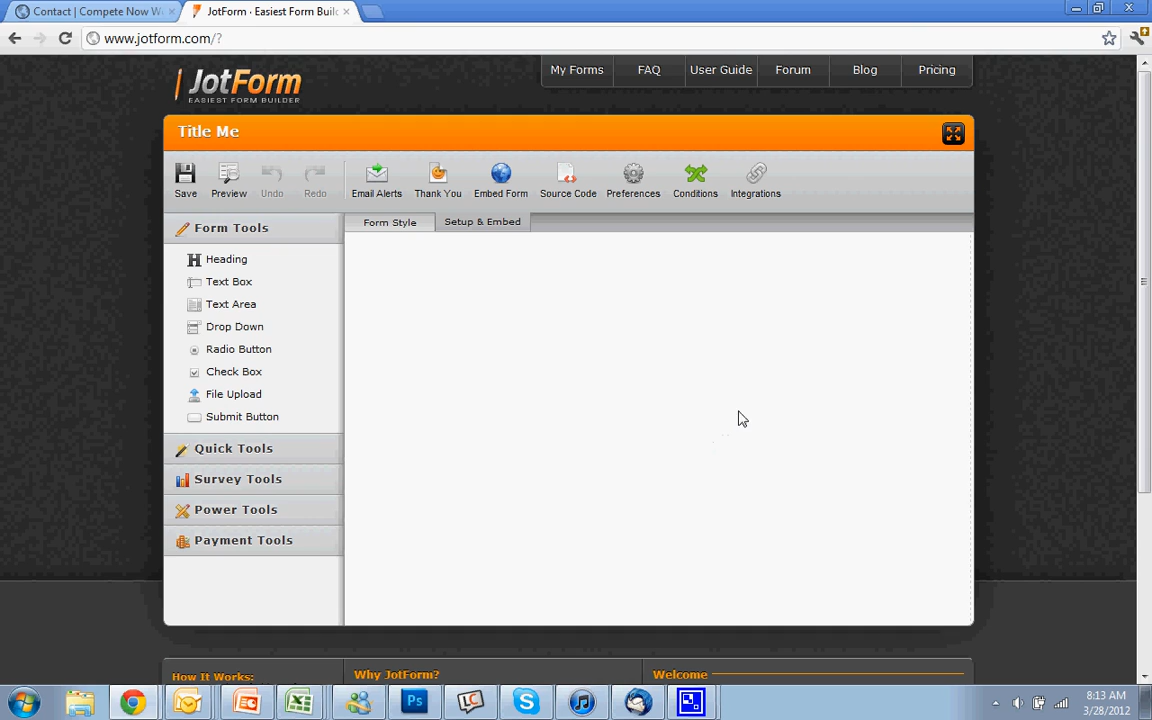 Contact | Compete Now W
JotForm · Easiest Form Buil
www.jotform.com/?
JotForm
EASIEST FORM BUILDER
My Forms FAQ User Guide Forum Blog Pricing
Title Me
Save Preview Undo Redo Email Alerts Thank You Embed Form Source Code Preferences Conditions Integrations
Form Tools
Form Style Setup & Embed
Heading
Text Box
Text Area
Drop Down
Radio Button
Check Box
File Upload
Submit Button
Quick Tools
Survey Tools
Power Tools
Payment Tools
How It Works: Why JotForm? Welcome
Ps LC
8:13 AM
3/28/2012